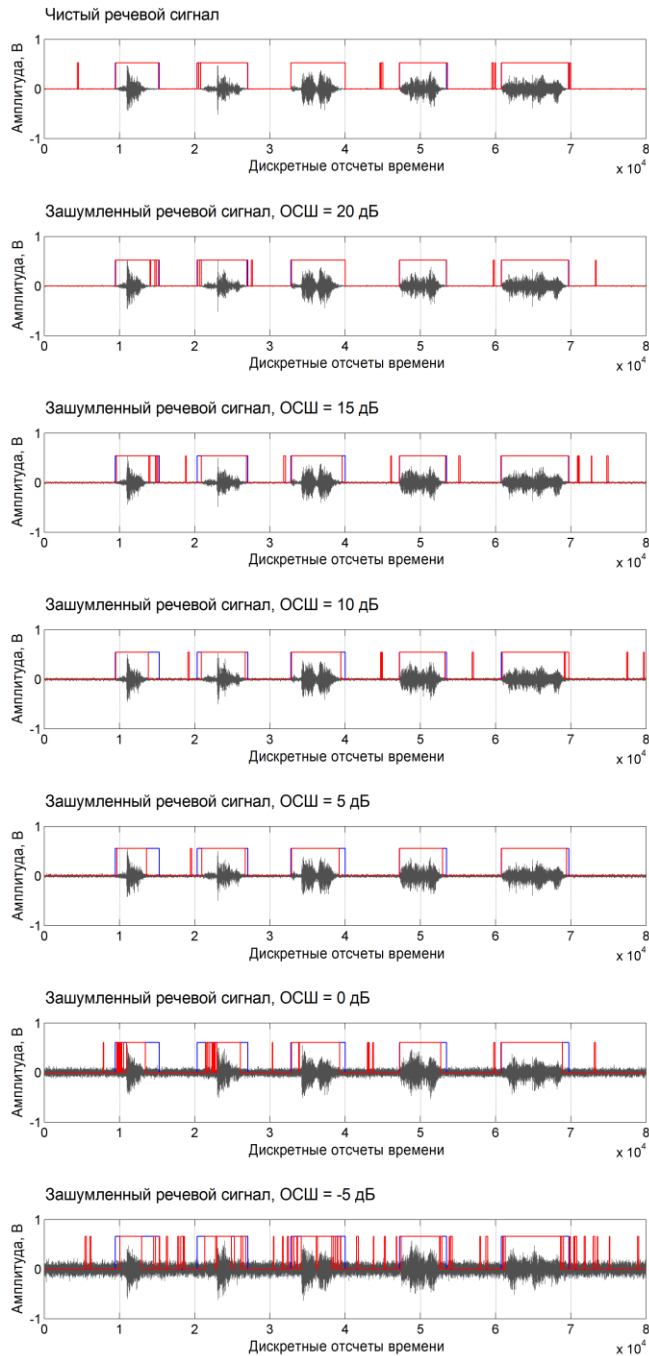 Чистый речевой сигнал
1
0
-1
Амплитуда, В
0 1 2 3 4 5 6 7 8
Дискретные отсчеты времени
x 10^4
Зашумленный речевой сигнал, ОСШ = 20 дБ
1
0
-1
Амплитуда, В
0 1 2 3 4 5 6 7 8
Дискретные отсчеты времени
x 10^4
Зашумленный речевой сигнал, ОСШ = 15 дБ
1
0
-1
Амплитуда, В
0 1 2 3 4 5 6 7 8
Дискретные отсчеты времени
x 10^4
Зашумленный речевой сигнал, ОСШ = 10 дБ
1
0
-1
Амплитуда, В
0 1 2 3 4 5 6 7 8
Дискретные отсчеты времени
x 10^4
Зашумленный речевой сигнал, ОСШ = 5 дБ
1
0
-1
Амплитуда, В
0 1 2 3 4 5 6 7 8
Дискретные отсчеты времени
x 10^4
Зашумленный речевой сигнал, ОСШ = 0 дБ
1
0
-1
Амплитуда, В
0 1 2 3 4 5 6 7 8
Дискретные отсчеты времени
x 10^4
Зашумленный речевой сигнал, ОСШ = -5 дБ
1
0
-1
Амплитуда, В
0 1 2 3 4 5 6 7 8
Дискретные отсчеты времени
x 10^4